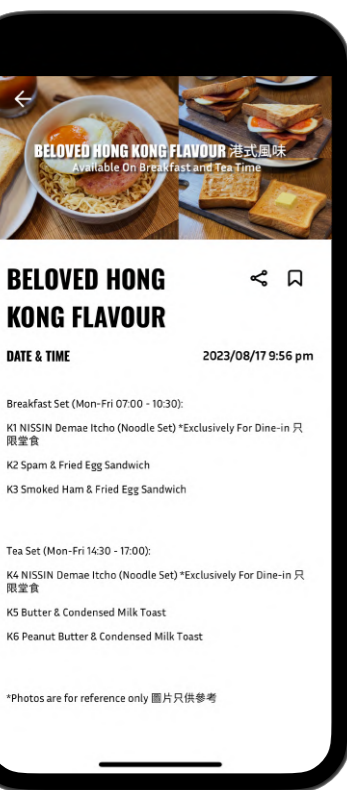 BELOVED HONG KONG FLAVOUR 港式風味
Available On Breakfast and Tea Time
BELOVED HONG
KONG FLAVOUR
DATE & TIME
2023/08/17 9:56 pm
Breakfast Set (Mon-Fri 07:00 - 10:30):
K1 NISSIN Demae Itcho (Noodle Set) *Exclusively For Dine-in 只
限堂食
K2 Spam & Fried Egg Sandwich
K3 Smoked Ham & Fried Egg Sandwich
Tea Set (Mon-Fri 14:30 - 17:00):
K4 NISSIN Demae Itcho (Noodle Set) *Exclusively For Dine-in 只
限堂食
K5 Butter & Condensed Milk Toast
K6 Peanut Butter & Condensed Milk Toast
*Photos are for reference only 圖片只供參考